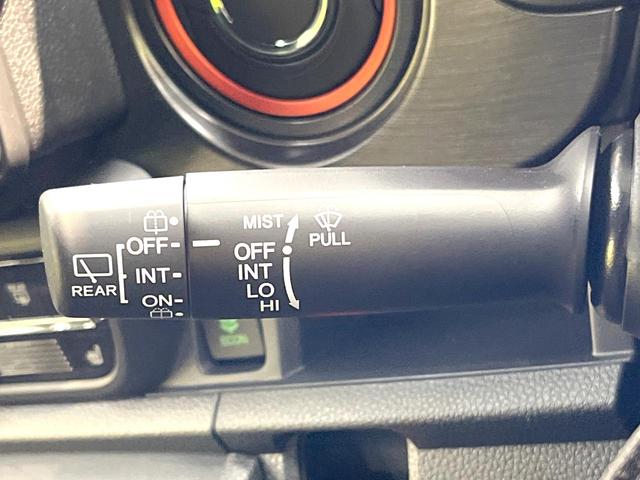 OFF
INT
REAR
ON
MIST
PULL
OFF
INT
LO
HI
ECON